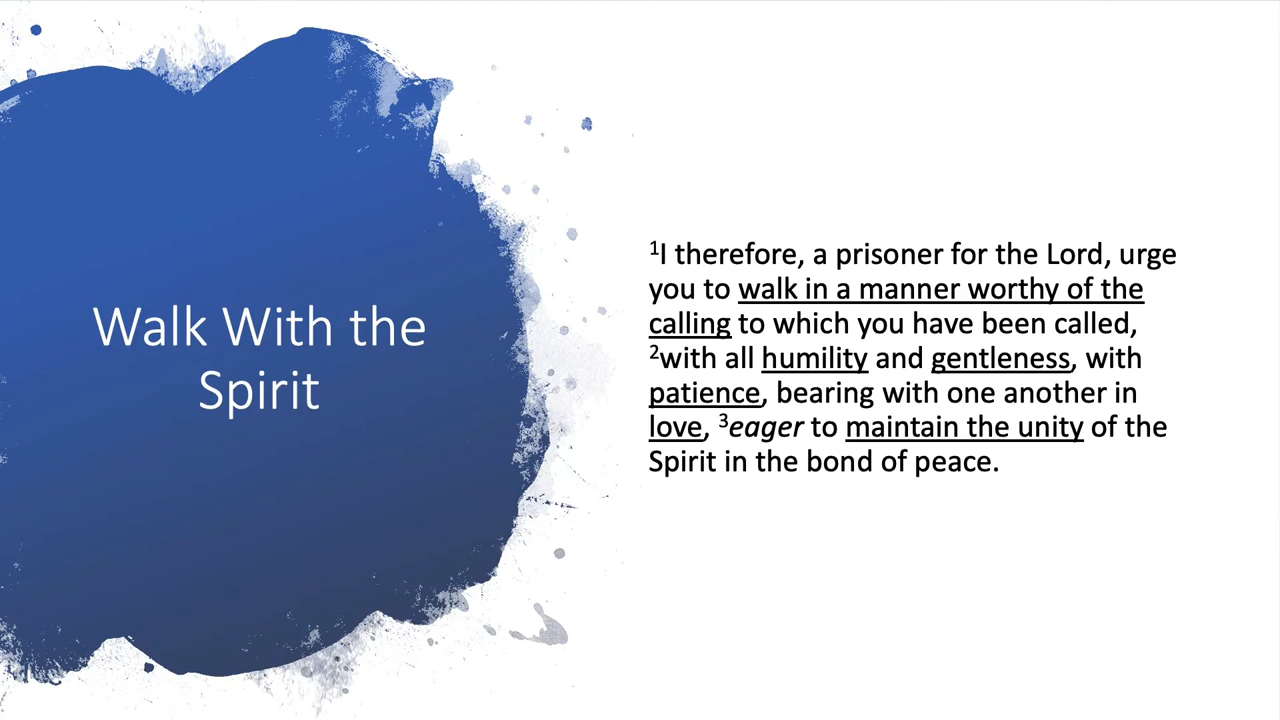 Walk With the
Spirit
¹I therefore, a prisoner for the Lord, urge
you to walk in a manner worthy of the
calling to which you have been called,
²with all humility and gentleness, with
patience, bearing with one another in
love, ³eager to maintain the unity of the
Spirit in the bond of peace.